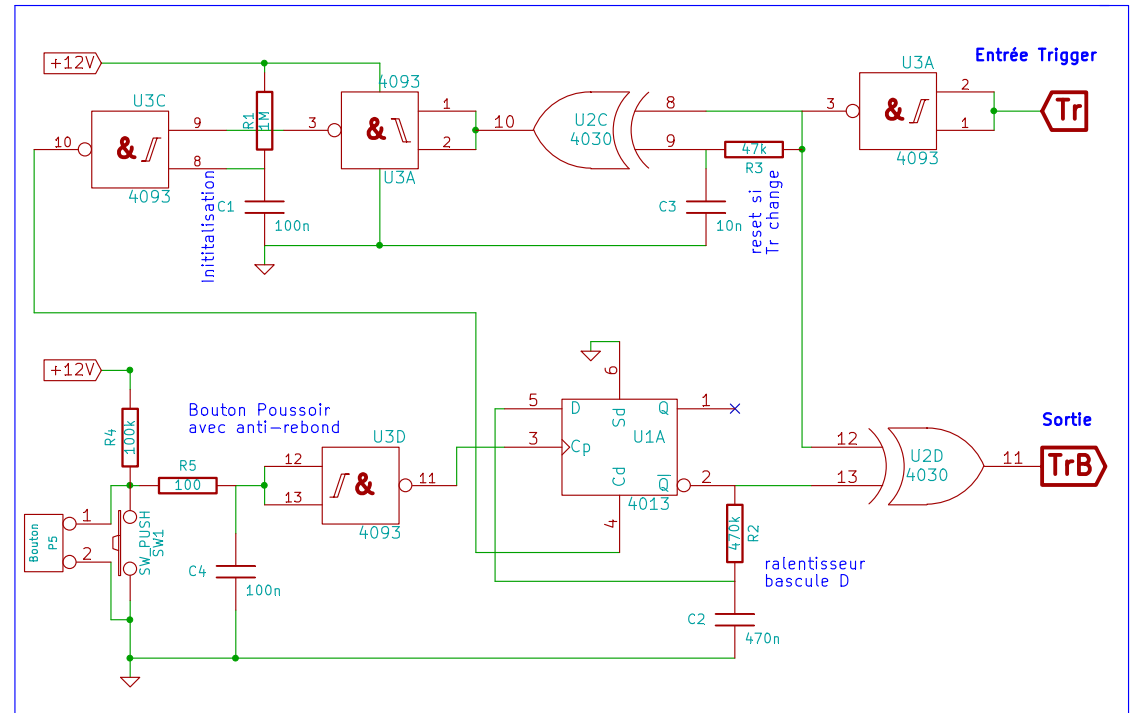 Entrée Trigger
+12V
4093
U3A
U3C
R1
1M
10
9
8
3
&
&
1
2
10
U2C
4030
8
9
3
&
2
1
Tr
4093
47k
R3
4093
U3A
C1
100n
Inititalisation
C3
10n
reset si
Tr change
+12V
R4
100k
Bouton Poussoir
avec anti-rebond
R5
100
U3D
12
13
&
11
4093
6
5
D
Sd
Q
1
3
Cp
U1A
Cd
Q|
2
4013
4
Sortie
12
13
U2D
4030
11
TrB
Bouton
P5
1
2
SW_PUSH
SW1
C4
100n
470k
R2
ralentisseur
bascule D
C2
470n